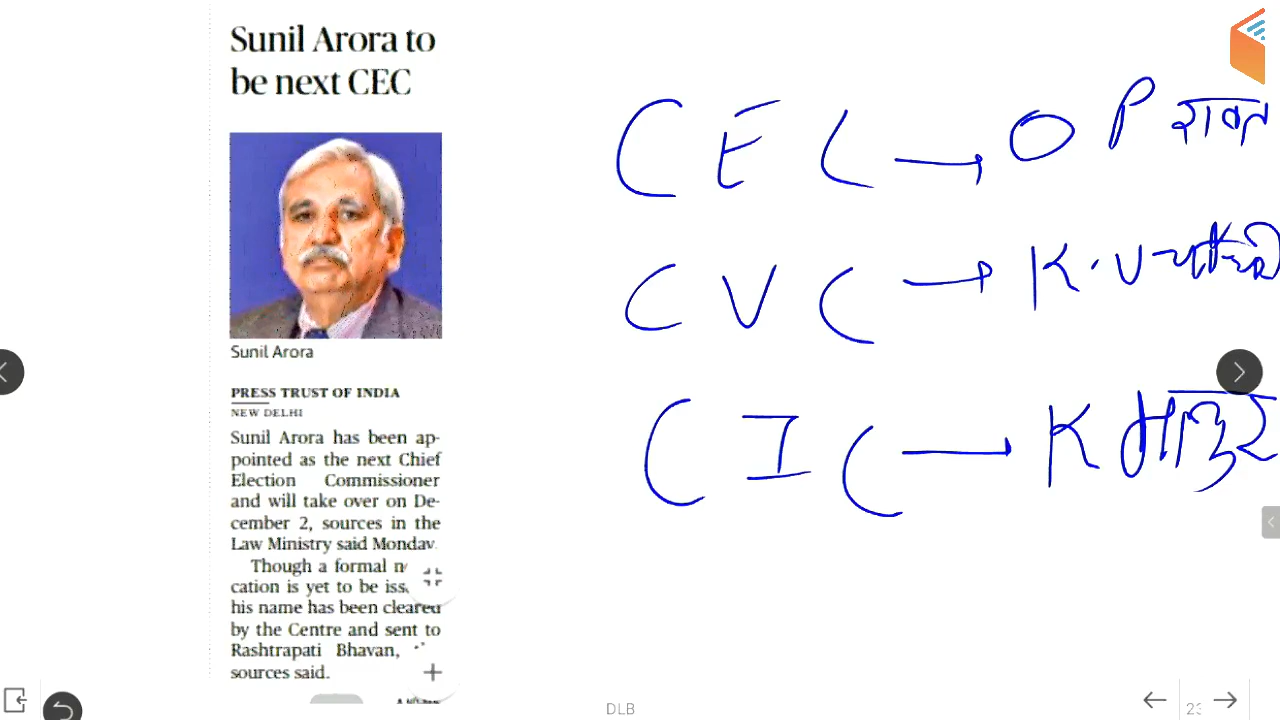 Sunil Arora to
be next CEC
Sunil Arora
PRESS TRUST OF INDIA
NEW DELHI
Sunil Arora has been ap-
pointed as the next Chief
Election Commissioner
and will take over on De-
cember 2, sources in the
Law Ministry said Monday.
Though a formal
cation is yet to be
his name has been cleared
by the Centre and sent to
Rashtrapati Bhavan,
sources said.
CEC → O P रावत
CVC → K. V
CIC → K माथुर
DLB
23